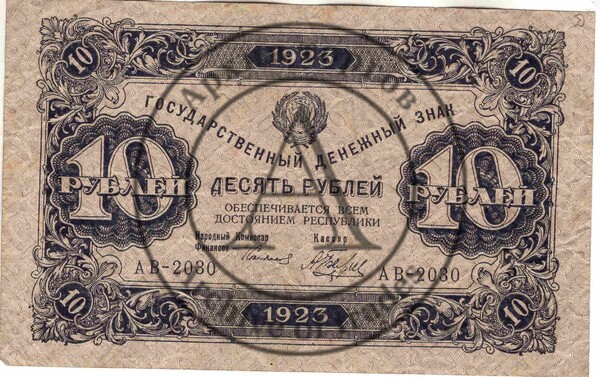 10 1923 10
ГОСУДАРСТВЕННЫЙ ДЕНЕЖНЫЙ ЗНАК
10 РУБЛЕЙ
ДЕСЯТЬ РУБЛЕЙ
10 РУБЛЕЙ
ОБЕСПЕЧИВАЕТСЯ ВСЕМ
ДОСТОЯНИЕМ РЕСПУБЛИКИ
Народный Комиссар
Финансов
Кассир
АВ-2030 АВ-2030
10 1923 10